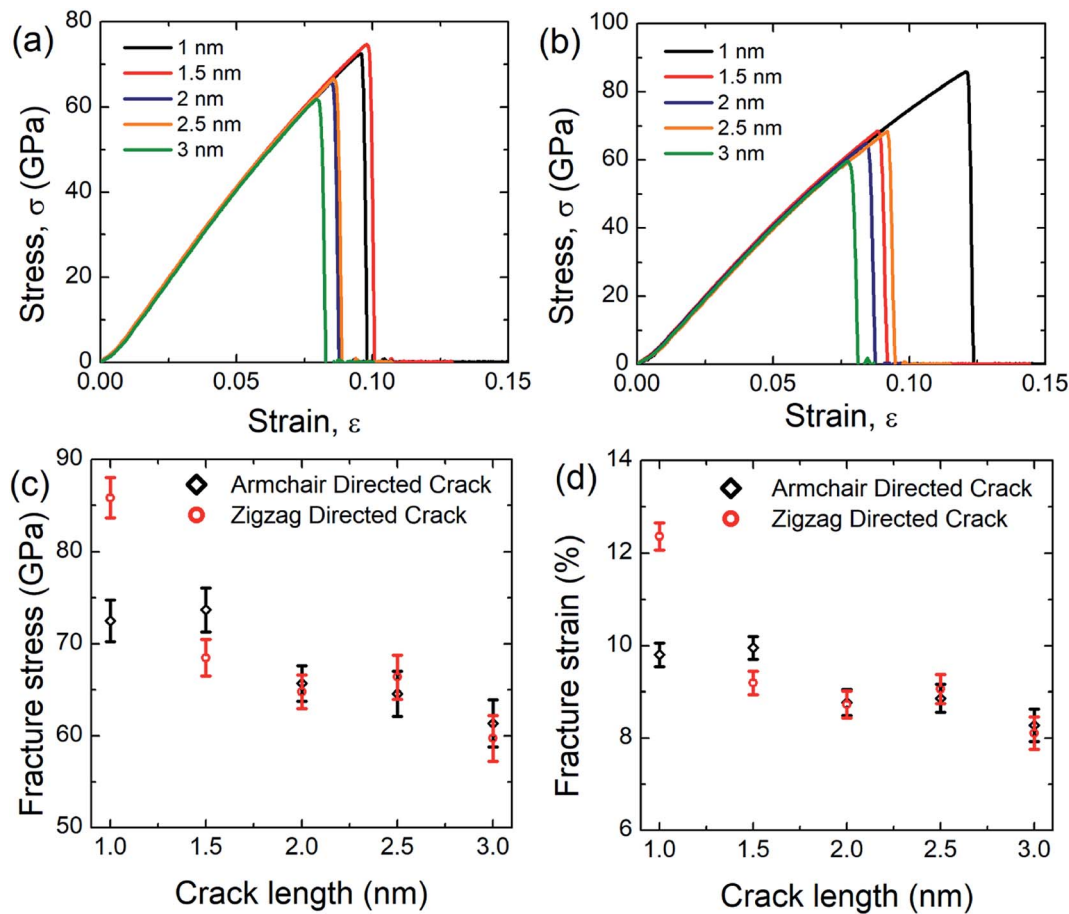 (a)
80
60
40
20
0
0.00 0.05 0.10 0.15
Stress, σ (GPa)
Strain, ε
1 nm
1.5 nm
2 nm
2.5 nm
3 nm
(b)
100
80
60
40
20
0
0.00 0.05 0.10 0.15
Stress, σ (GPa)
Strain, ε
1 nm
1.5 nm
2 nm
2.5 nm
3 nm
(c)
90
80
70
60
50
1.0 1.5 2.0 2.5 3.0
Fracture stress (GPa)
Crack length (nm)
Armchair Directed Crack
Zigzag Directed Crack
(d)
14
12
10
8
6
1.0 1.5 2.0 2.5 3.0
Fracture strain (%)
Crack length (nm)
Armchair Directed Crack
Zigzag Directed Crack